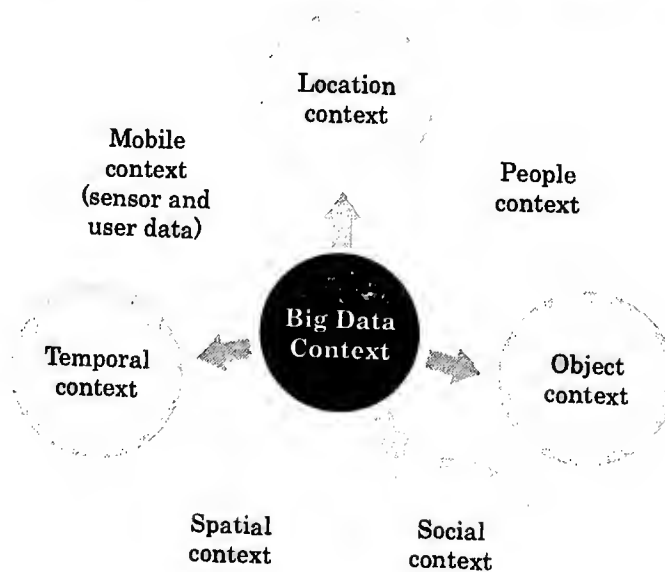 Location
context
Mobile
context
(sensor and
user data)
People
context
Big Data
Context
Temporal
context
Object
context
Spatial
context
Social
context